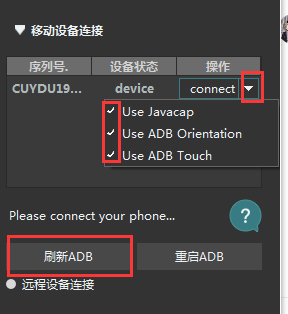 移动设备连接
序列号. 设备状态 操作
CUYDU19... device connect
Use Javacap
Use ADB Orientation
Use ADB Touch
Please connect your phone... ?
刷新ADB 重启ADB
远程设备连接